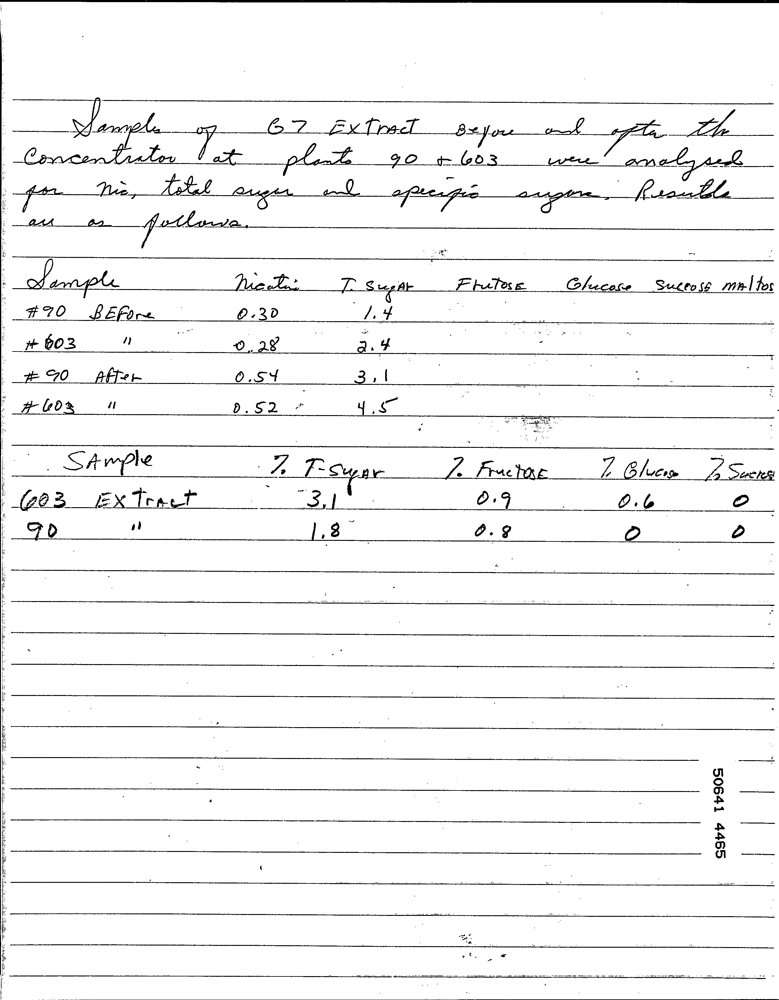 Sample of G7 EXTRACT Before and after the
Concentrator at plants 90 + 603 were analysed
for nic, total sugar and specific sugars. Results
are as follows.
Sample Nicotin T. Sugar Frutose Glucose Sucrose Maltos
#90 BEFore 0.30 1.4
#603 " 0.28 2.4
#90 After 0.54 3.1
#603 " 0.52 4.5
SAmple % T-Sugar % Fructose % Glucose % Sucrose
603 EXTrAct 3.1 0.9 0.6 0
90 " 1.8 0.8 0 0
50641 4465